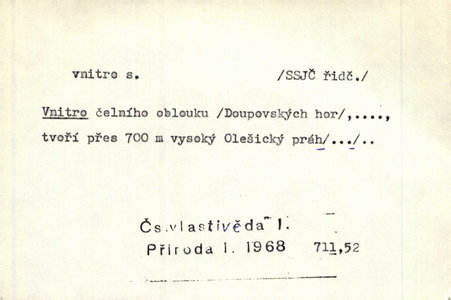 vnitro s. /SSJČ řidč./
Vnitro čelního oblouku /Doupovských hor/,....,
tvoří přes 700 m vysoký Olešický práh/.../..
Čs.vlastivěda I.
Příroda I. 1968 711,52